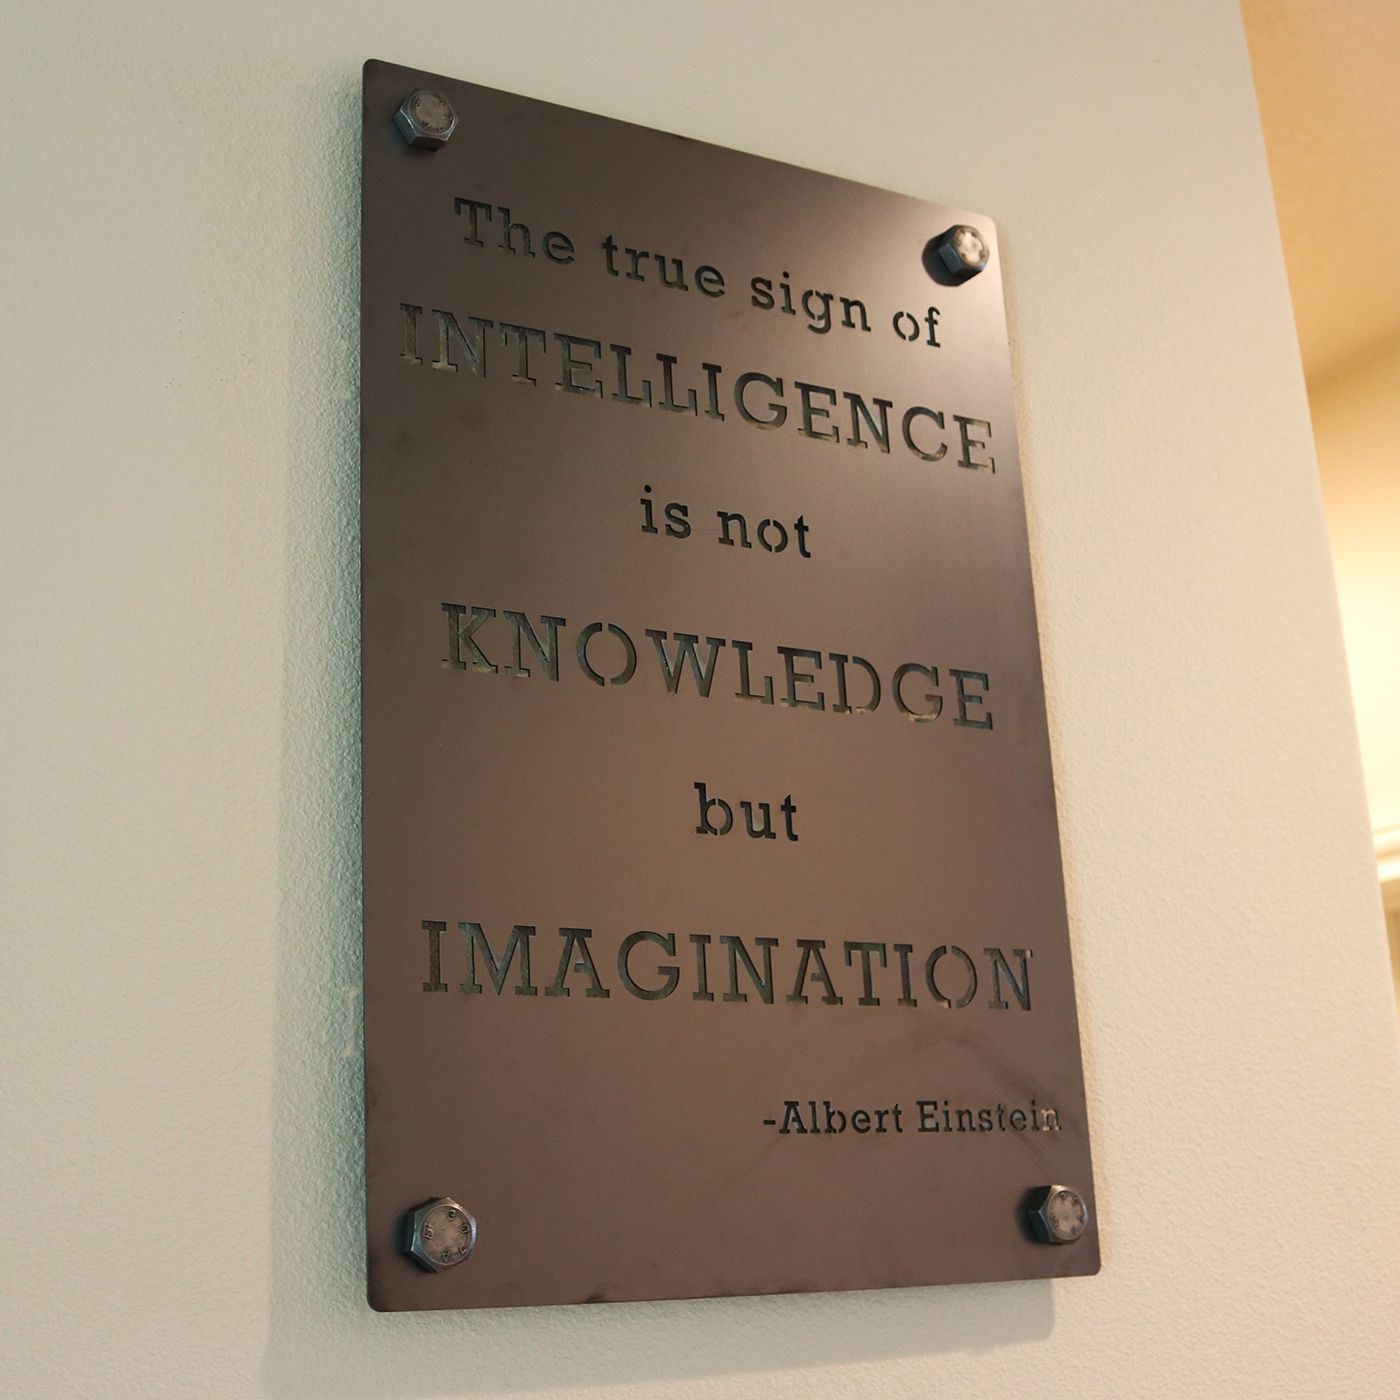 The true sign of
INTELLIGENCE
is not
KNOWLEDGE
but
IMAGINATION
-Albert Einstein